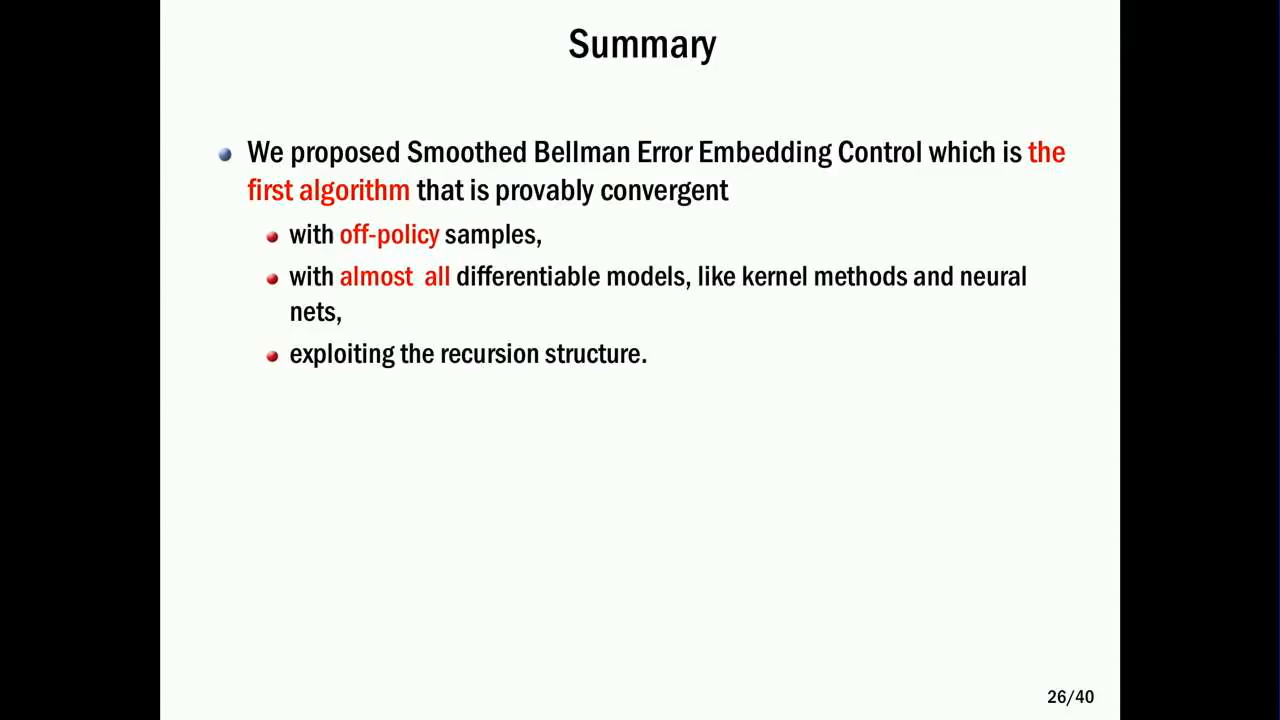 Summary
We proposed Smoothed Bellman Error Embedding Control which is the
first algorithm that is provably convergent
with off-policy samples,
with almost all differentiable models, like kernel methods and neural
nets,
exploiting the recursion structure.
26/40